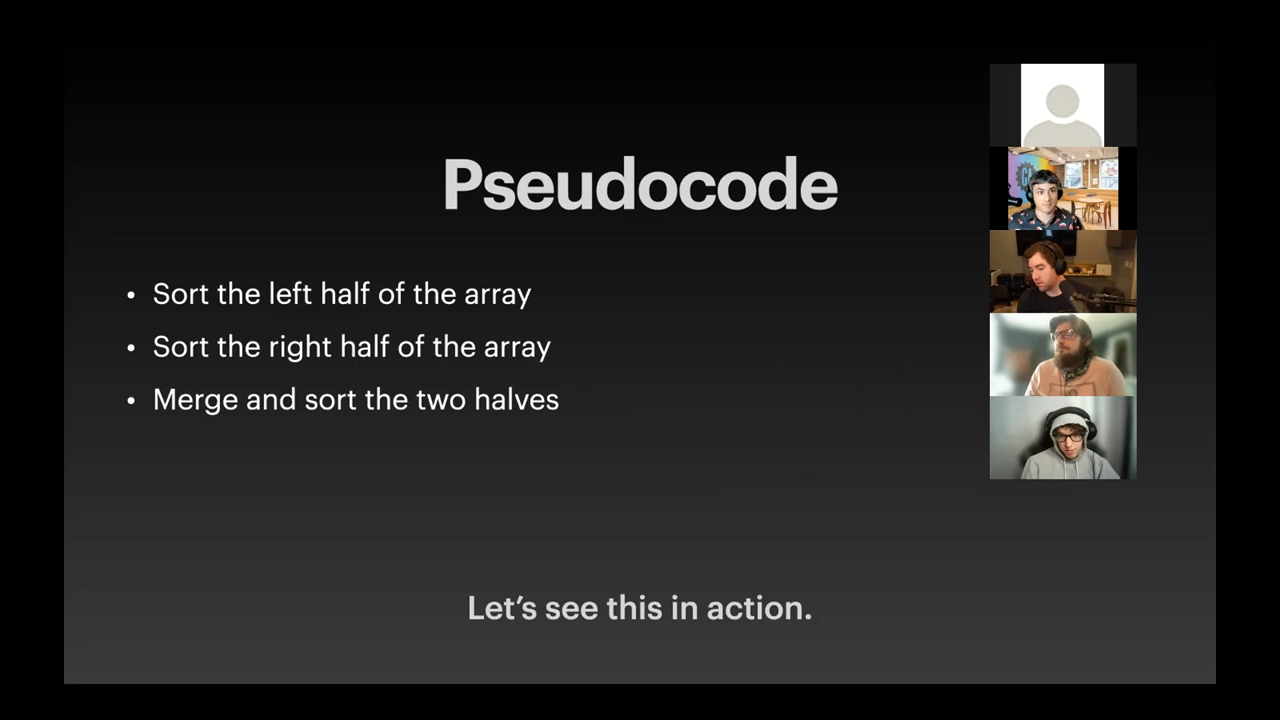 Pseudocode
• Sort the left half of the array
• Sort the right half of the array
• Merge and sort the two halves
Let’s see this in action.